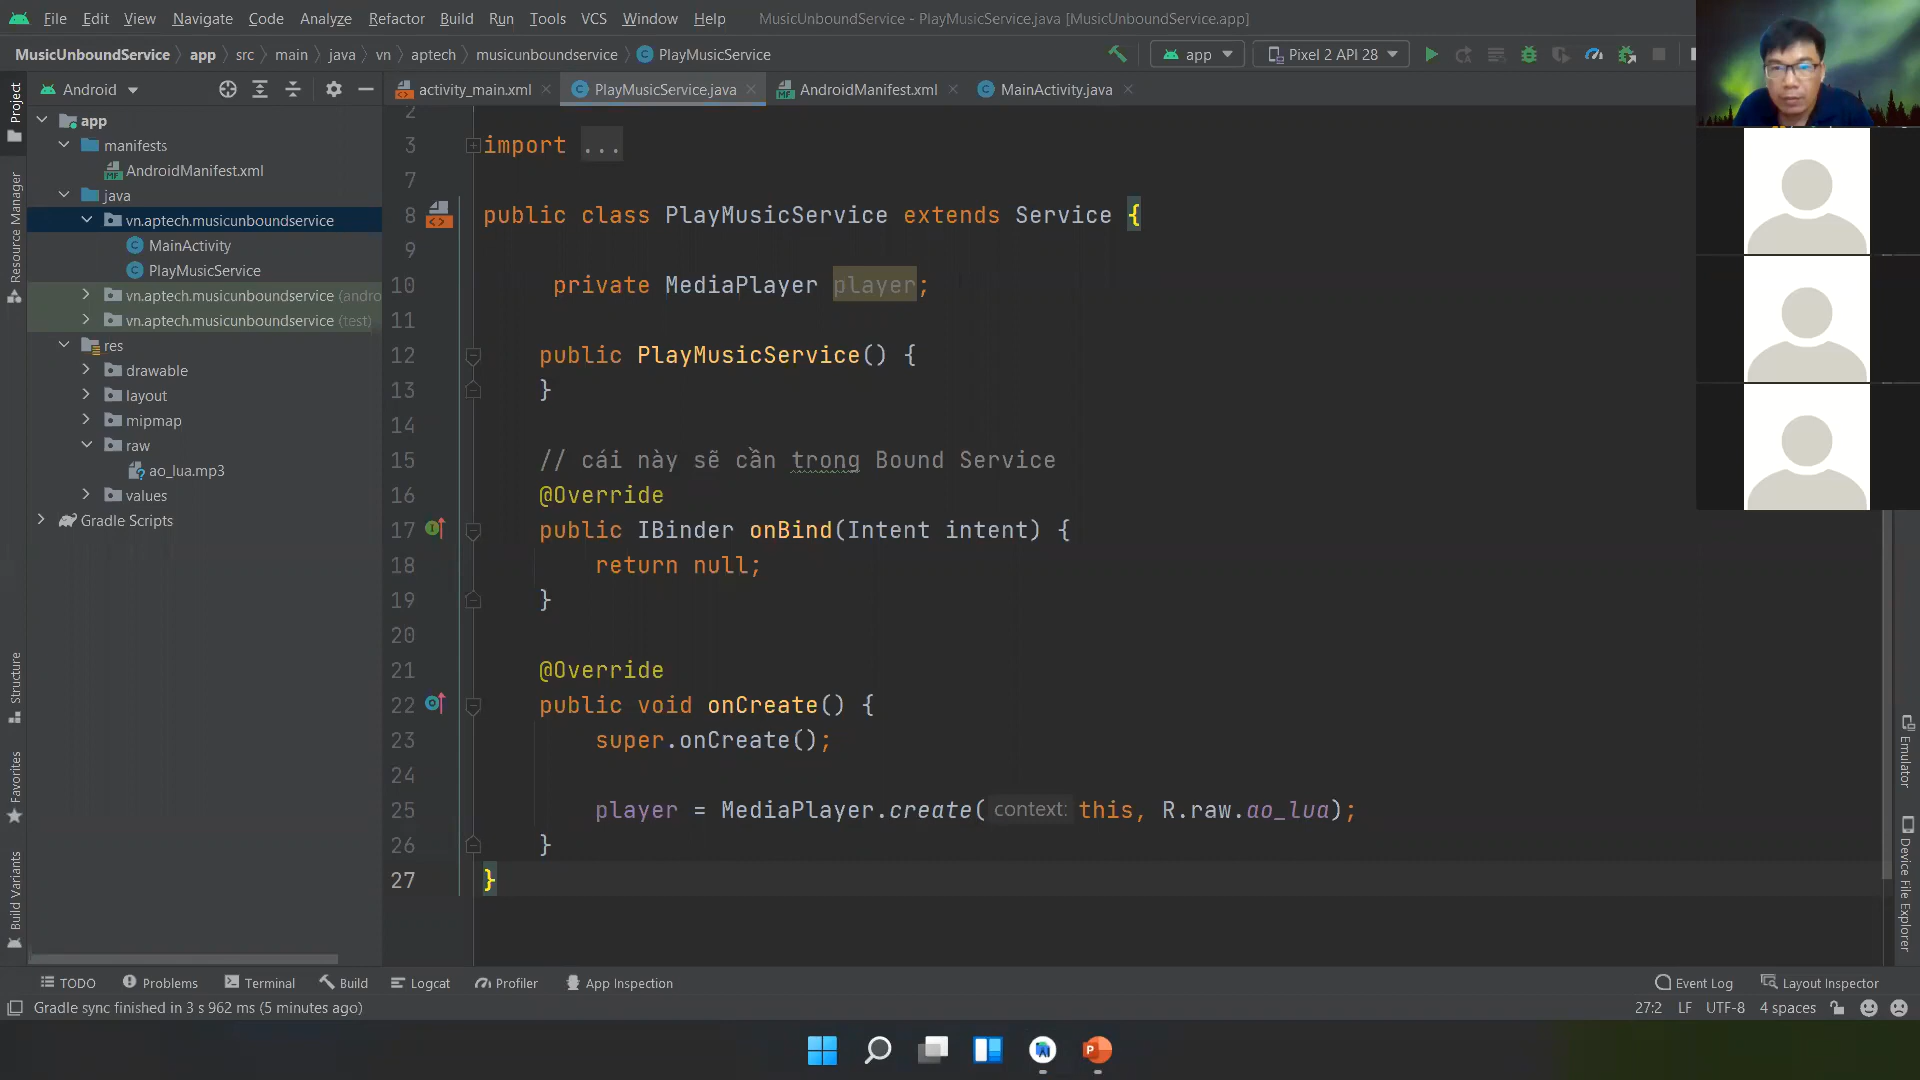 File Edit View Navigate Code Analyze Refactor Build Run Tools VCS Window Help MusicUnboundService - PlayMusicService.java [MusicUnboundService.app]
MusicUnboundService app src main java vn aptech musicunboundservice PlayMusicService app Pixel 2 API 28
Android activity_main.xml PlayMusicService.java AndroidManifest.xml MainActivity.java
Project
Resource Manager
Structure
Favorites
Build Variants
app
manifests
AndroidManifest.xml
java
vn.aptech.musicunboundservice
MainActivity
PlayMusicService
vn.aptech.musicunboundservice (andro
vn.aptech.musicunboundservice (test)
res
drawable
layout
mipmap
raw
ao_lua.mp3
values
Gradle Scripts
2
3 import ...
7
8 public class PlayMusicService extends Service {
9
10 private MediaPlayer player;
11
12 public PlayMusicService() {
13 }
14
15 // cái này sẽ cần trong Bound Service
16 @Override
17 public IBinder onBind(Intent intent) {
18 return null;
19 }
20
21 @Override
22 public void onCreate() {
23 super.onCreate();
24
25 player = MediaPlayer.create( context: this, R.raw.ao_lua);
26 }
27 }
Emulator
Device File Explorer
TODO Problems Terminal Build Logcat Profiler App Inspection Event Log Layout Inspector
Gradle sync finished in 3 s 962 ms (5 minutes ago) 27:2 LF UTF-8 4 spaces